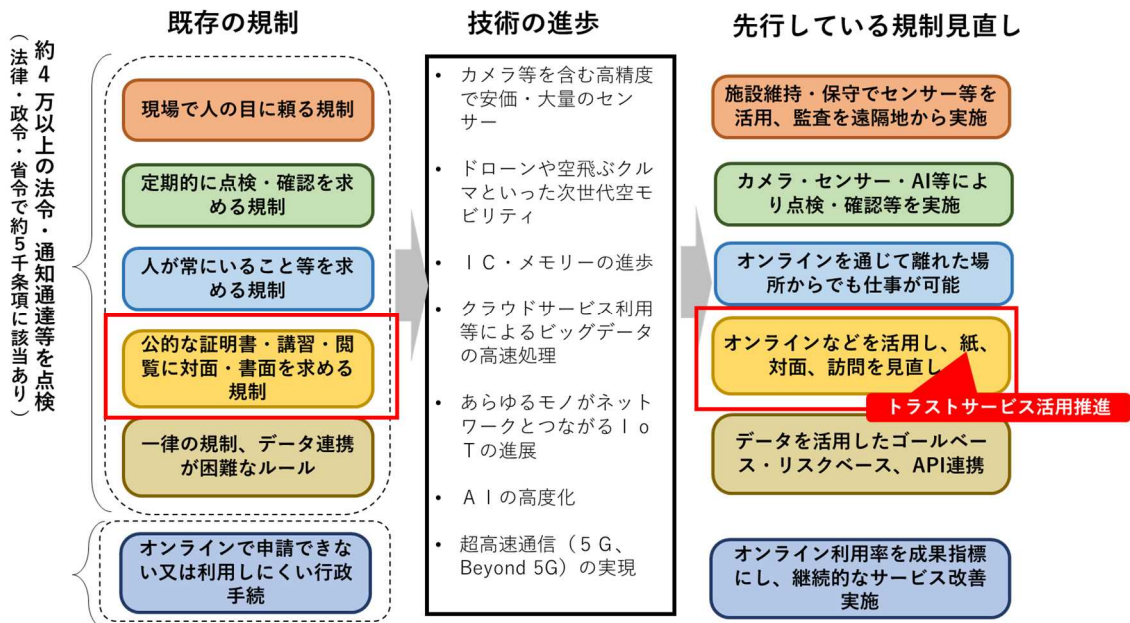 既存の規制
技術の進歩
先行している規制見直し
約4万以上の法令・通知通達等を点検
（法律・政令・省令で約5千条項に該当あり）
現場で人の目に頼る規制
定期的に点検・確認を求
める規制
人が常にいること等を求
める規制
公的な証明書・講習・閲
覧に対面・書面を求める
規制
一律の規制、データ連携
が困難なルール
オンラインで申請できな
い又は利用しにくい行政
手続
• カメラ等を含む高精度
で安価・大量のセン
サー
• ドローンや空飛ぶクル
マといった次世代空モ
ビリティ
• ＩＣ・メモリーの進歩
• クラウドサービス利用
等によるビッグデータ
の高速処理
• あらゆるモノがネット
ワークとつながるＩｏ
Ｔの進展
• ＡＩの高度化
• 超高速通信（５Ｇ、
Beyond 5G）の実現
施設維持・保守でセンサー等を
活用、監査を遠隔地から実施
カメラ・センサー・AI等によ
り点検・確認等を実施
オンラインを通じて離れた場
所からでも仕事が可能
オンラインなどを活用し、紙、
対面、訪問を見直し
トラストサービス活用推進
データを活用したゴールベー
ス・リスクベース、API連携
オンライン利用率を成果指標
にし、継続的なサービス改善
実施